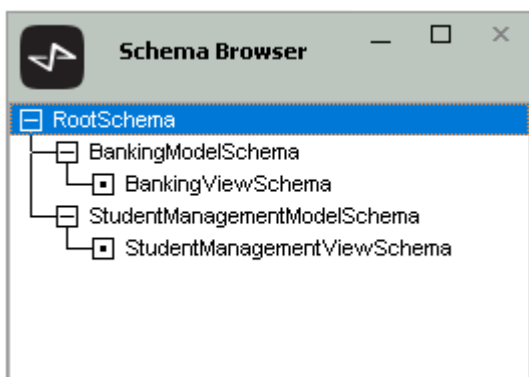 Schema Browser
RootSchema
BankingModelSchema
BankingViewSchema
StudentManagementModelSchema
StudentManagementViewSchema